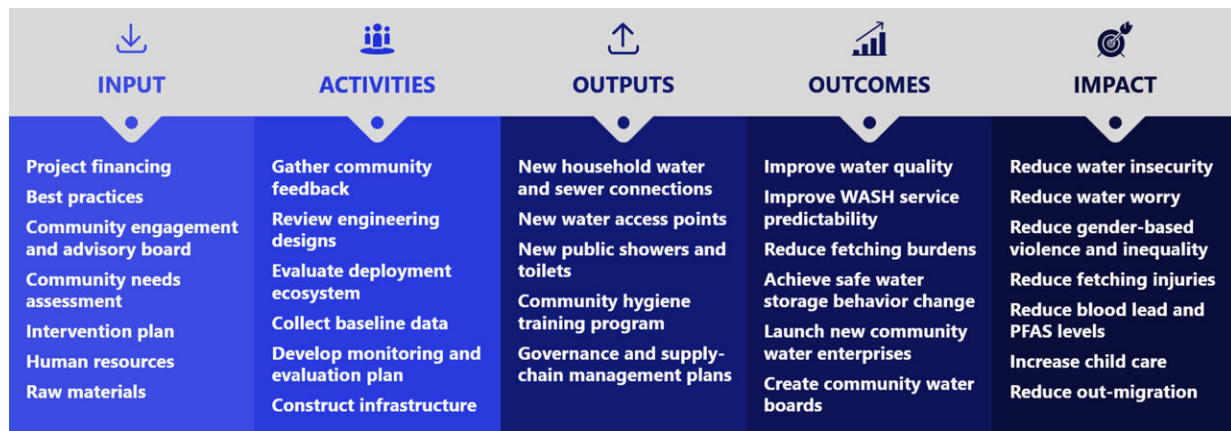 INPUT
ACTIVITIES
OUTPUTS
OUTCOMES
IMPACT
Project financing
Best practices
Community engagement
and advisory board
Community needs
assessment
Intervention plan
Human resources
Raw materials
Gather community
feedback
Review engineering
designs
Evaluate deployment
ecosystem
Collect baseline data
Develop monitoring and
evaluation plan
Construct infrastructure
New household water
and sewer connections
New water access points
New public showers and
toilets
Community hygiene
training program
Governance and supply-
chain management plans
Improve water quality
Improve WASH service
predictability
Reduce fetching burdens
Achieve safe water
storage behavior change
Launch new community
water enterprises
Create community water
boards
Reduce water insecurity
Reduce water worry
Reduce gender-based
violence and inequality
Reduce fetching injuries
Reduce blood lead and
PFAS levels
Increase child care
Reduce out-migration